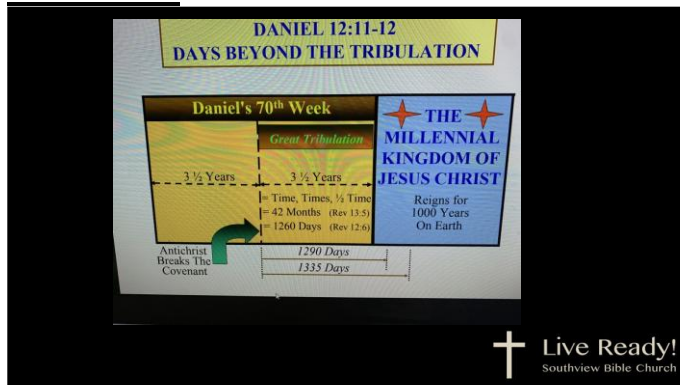 DANIEL 12:11-12
DAYS BEYOND THE TRIBULATION
Daniel's 70th Week
Great Tribulation
3 ½ Years
3 ½ Years
= Time, Times, ½ Time
= 42 Months (Rev 13:5)
= 1260 Days (Rev 12:6)
Antichrist
Breaks The
Covenant
THE
MILLENNIAL
KINGDOM OF
JESUS CHRIST
Reigns for
1000 Years
On Earth
1290 Days
1335 Days
Live Ready!
Southview Bible Church